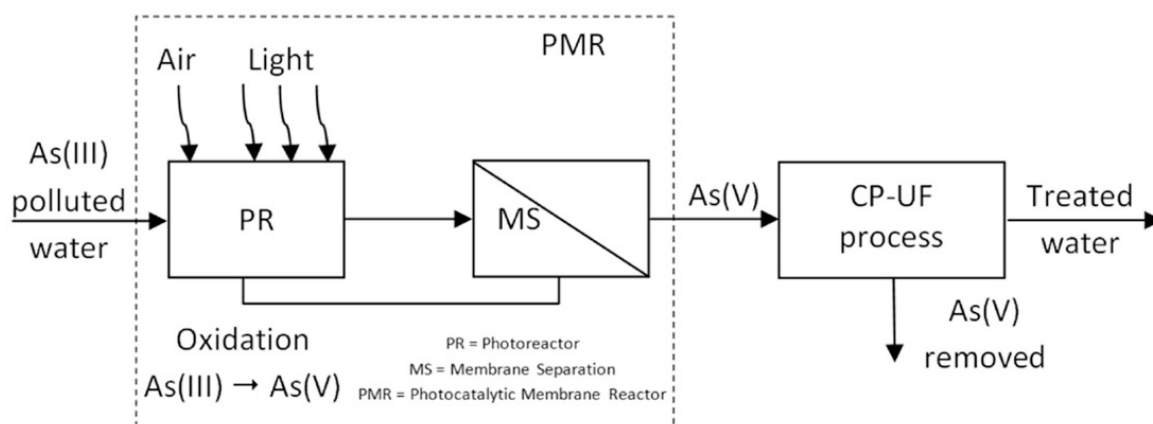 PMR
Air
Light
As(III)
polluted
water
PR
MS
As(V)
CP-UF
process
Treated
water
As(V)
removed
Oxidation
As(III) → As(V)
PR = Photoreactor
MS = Membrane Separation
PMR = Photocatalytic Membrane Reactor